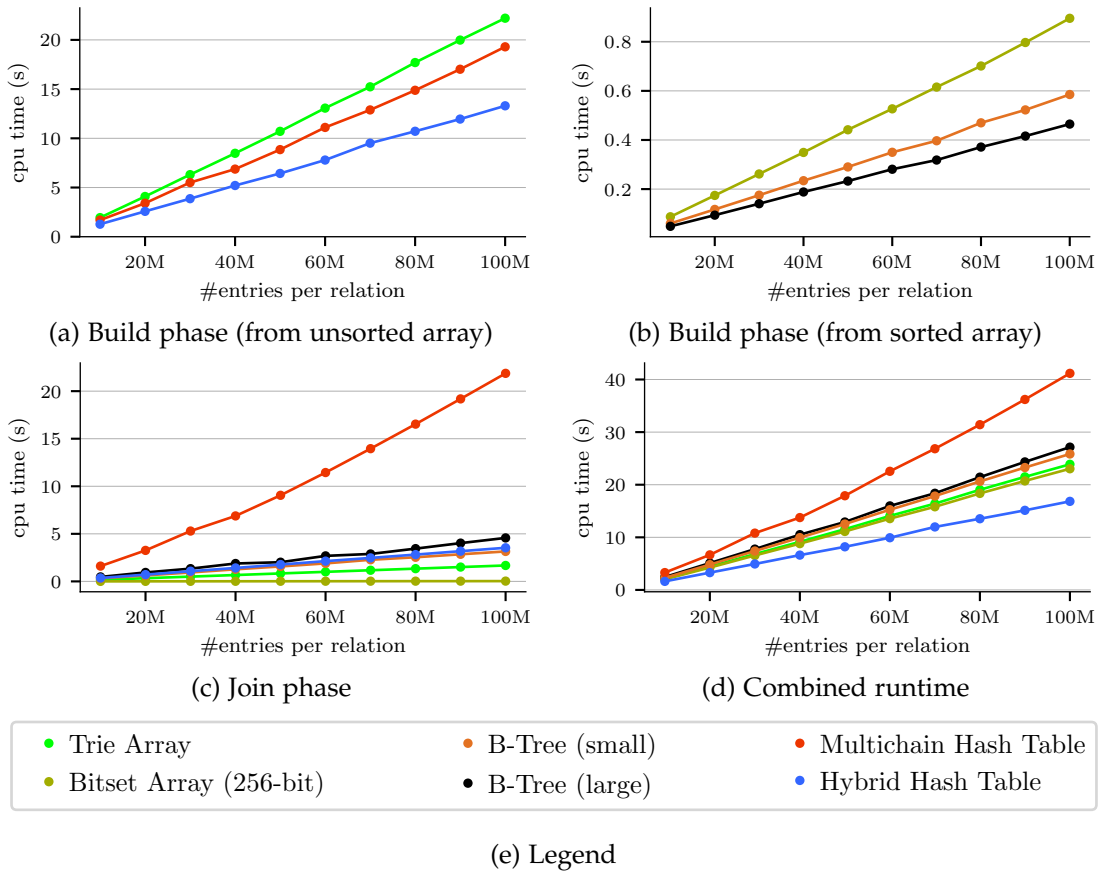 20
15
10
5
0
cpu time (s)
20M 40M 60M 80M 100M
#entries per relation
(a) Build phase (from unsorted array)
0.8
0.6
0.4
0.2
cpu time (s)
20M 40M 60M 80M 100M
#entries per relation
(b) Build phase (from sorted array)
20
15
10
5
0
cpu time (s)
20M 40M 60M 80M 100M
#entries per relation
(c) Join phase
40
30
20
10
0
cpu time (s)
20M 40M 60M 80M 100M
#entries per relation
(d) Combined runtime
Trie Array
B-Tree (small)
Multichain Hash Table
Bitset Array (256-bit)
B-Tree (large)
Hybrid Hash Table
(e) Legend